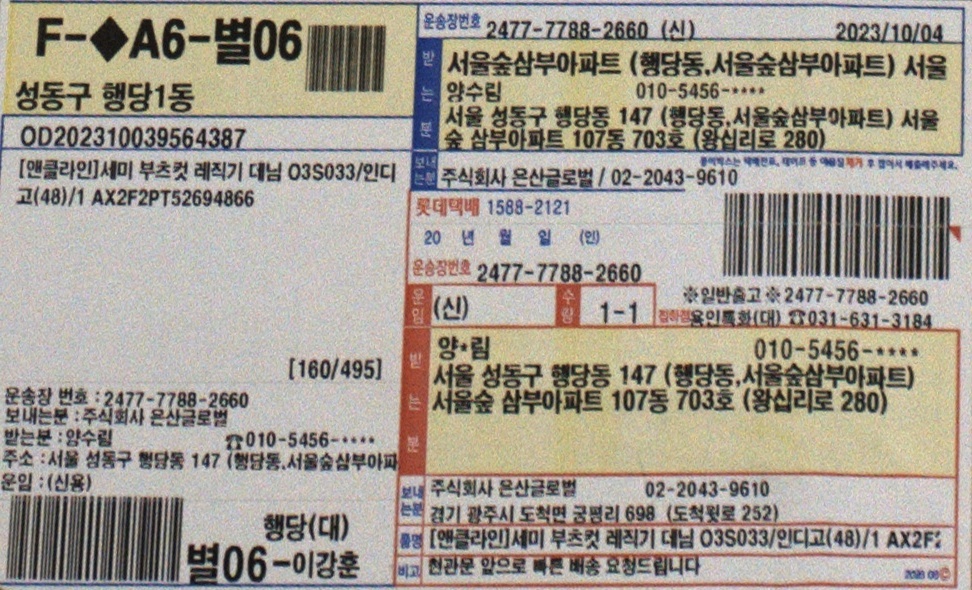 F-◆A6-별06
성동구 행당1동
OD202310039564387
[앤클라인]세미 부츠컷 레직기 데님 O3S033/인디
고(48)/1 AX2F2PT52694866
[160/495]
운송장 번호 : 2477-7788-2660
보내는분 : 주식회사 은산글로벌
받는분 : 양수림 ☎010-5456-****
주소 : 서울 성동구 행당동 147 (행당동,서울숲삼부아파
운임 : (신용)
행당(대)
별06-이강훈
운송장번호 2477-7788-2660 (신) 2023/10/04
받는분
서울숲삼부아파트 (행당동,서울숲삼부아파트) 서울
양수림 010-5456-****
서울 성동구 행당동 147 (행당동,서울숲삼부아파트) 서울
숲 삼부아파트 107동 703호 (왕십리로 280)
보내는분 주식회사 은산글로벌 / 02-2043-9610
롯데택배 1588-2121
20 년 월 일 (인)
운송장번호 2477-7788-2660
운임 (신) 수량 1-1
※일반출고※2477-7788-2660
집하점 용인특화(대) ☎031-631-3184
받는분
양*림 010-5456-****
서울 성동구 행당동 147 (행당동,서울숲삼부아파트)
서울숲 삼부아파트 107동 703호 (왕십리로 280)
보내는분 주식회사 은산글로벌 02-2043-9610
경기 광주시 도척면 궁평리 698 (도척윗로 252)
품명 [앤클라인]세미 부츠컷 레직기 데님 O3S033/인디고(48)/1 AX2F2
비고 현관문 앞으로 빠른 배송 요청드립니다